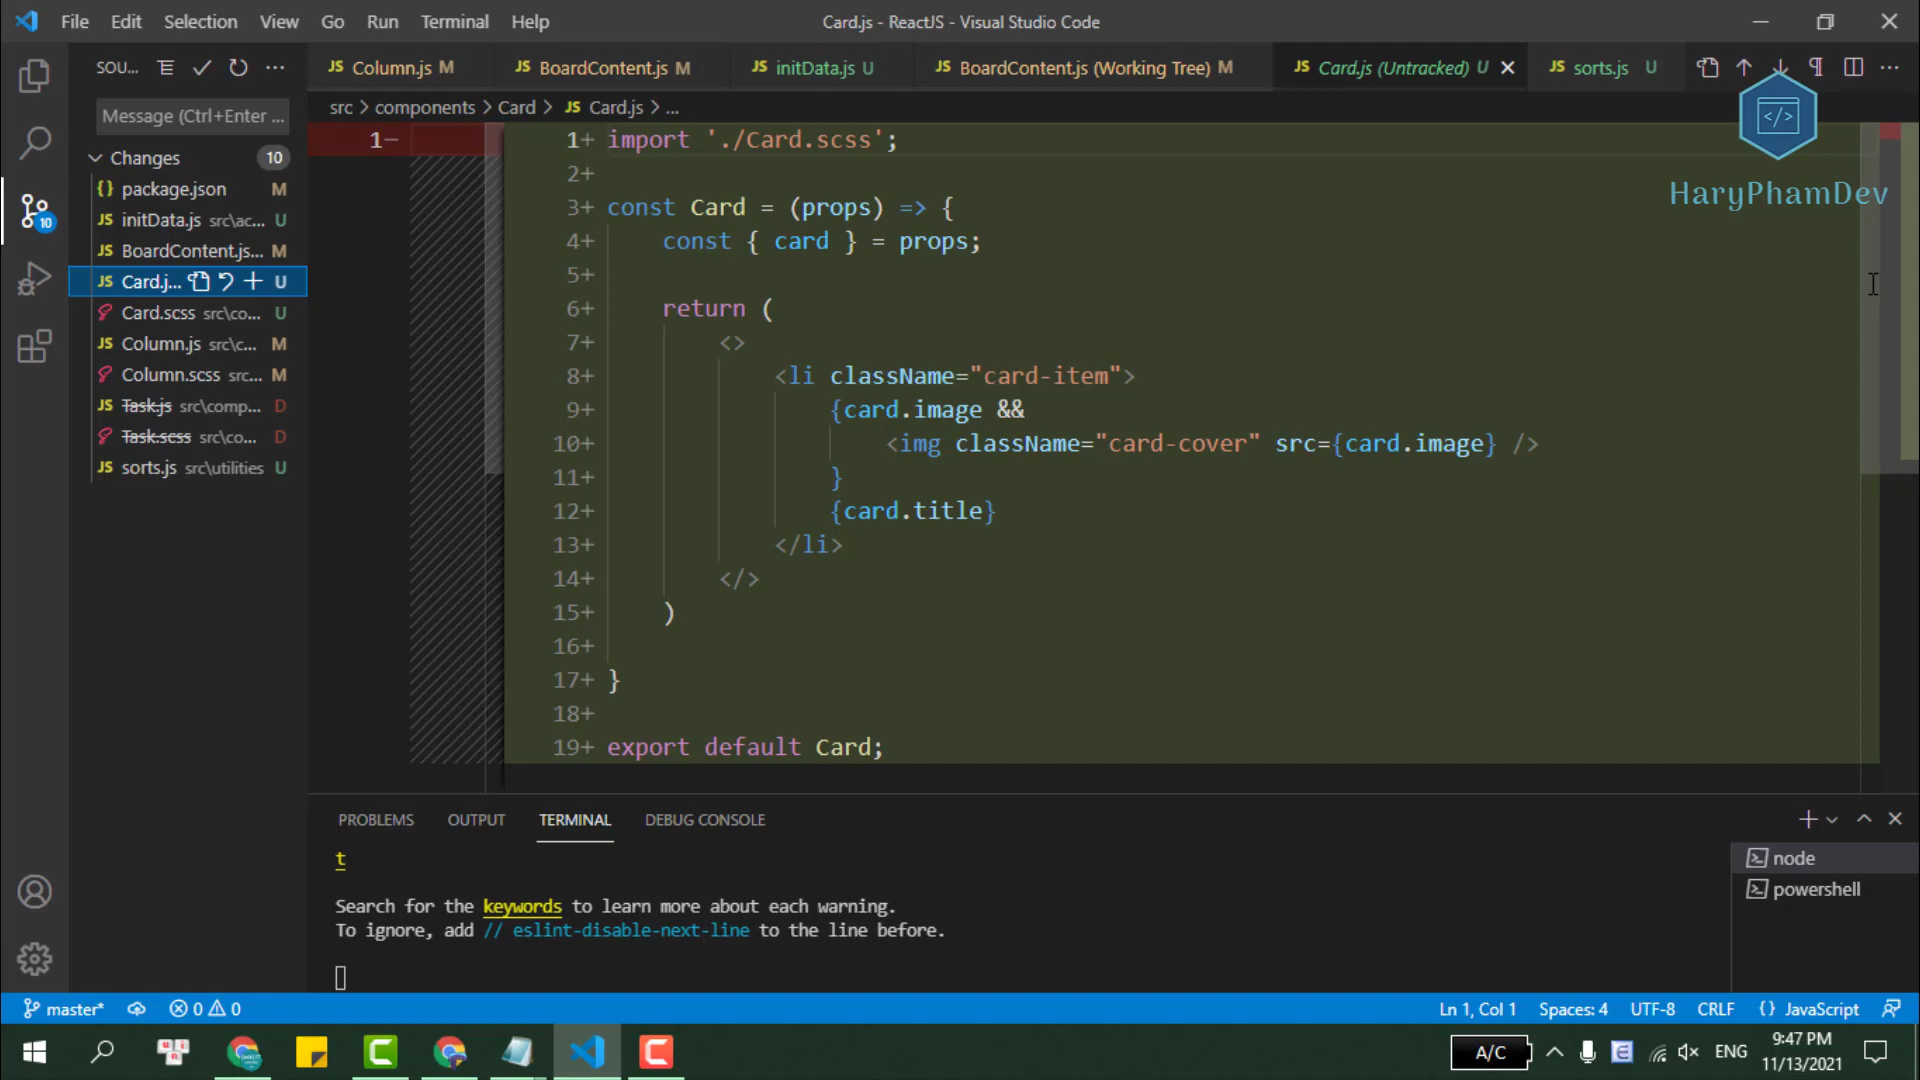 File Edit Selection View Go Run Terminal Help
Card.js - ReactJS - Visual Studio Code
SOU...
JS Column.js M
JS BoardContent.js M
JS initData.js U
JS BoardContent.js (Working Tree) M
JS Card.js (Untracked) U
JS sorts.js U
Message (Ctrl+Enter ...
src > components > Card > JS Card.js > ...
HaryPhamDev
Changes 10
{} package.json M
JS initData.js src\ac... U
JS BoardContent.js... M
JS Card.j... U
Card.scss src\co... U
JS Column.js src\c... M
Column.scss src... M
JS Task.js src\comp... D
Task.scss src\co... D
JS sorts.js src\utilities U
10
1-
1+ import './Card.scss';
2+
3+ const Card = (props) => {
4+ const { card } = props;
5+
6+ return (
7+ <>
8+ <li className="card-item">
9+ {card.image &&
10+ <img className="card-cover" src={card.image} />
11+ }
12+ {card.title}
13+ </li>
14+ </>
15+ )
16+
17+ }
18+
19+ export default Card;
PROBLEMS OUTPUT TERMINAL DEBUG CONSOLE
t
Search for the keywords to learn more about each warning.
To ignore, add // eslint-disable-next-line to the line before.
node
powershell
master* 0 0
Ln 1, Col 1 Spaces: 4 UTF-8 CRLF {} JavaScript
A/C
ENG
9:47 PM
11/13/2021